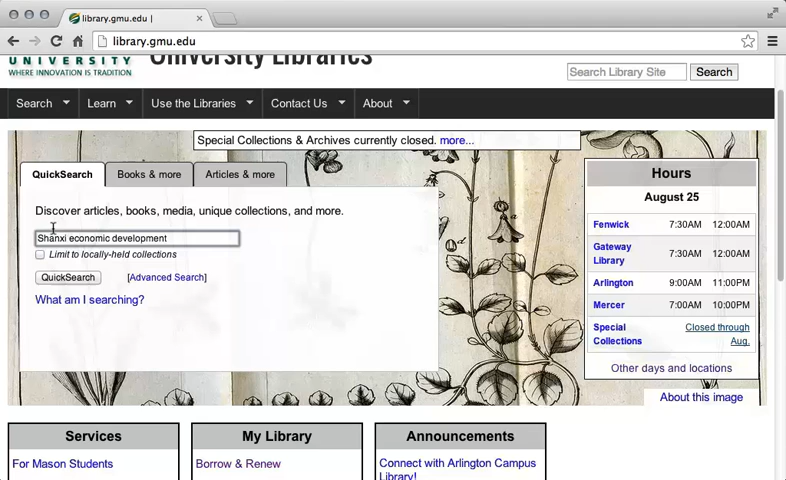 library.gmu.edu |
library.gmu.edu
UNIVERSITY
WHERE INNOVATION IS TRADITION
University Libraries
Search Library Site
Search
Search
Learn
Use the Libraries
Contact Us
About
Special Collections & Archives currently closed. more...
QuickSearch
Books & more
Articles & more
Discover articles, books, media, unique collections, and more.
Shanxi economic development
Limit to locally-held collections
QuickSearch
[Advanced Search]
What am I searching?
Hours
August 25
Fenwick 7:30AM 12:00AM
Gateway
Library 7:30AM 12:00AM
Arlington 9:00AM 11:00PM
Mercer 7:00AM 10:00PM
Special Closed through
Collections Aug.
Other days and locations
About this image
Services
For Mason Students
My Library
Borrow & Renew
Announcements
Connect with Arlington Campus
Library!